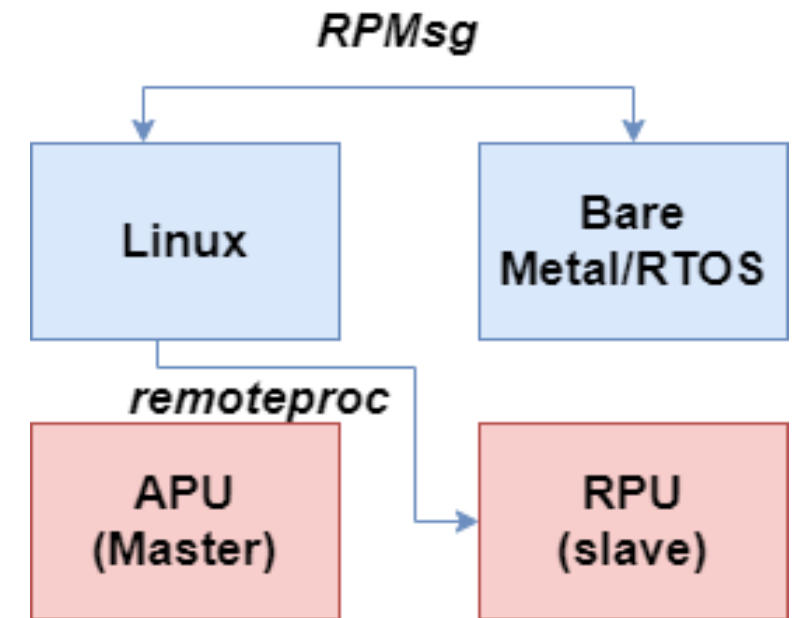 RPMsg
Linux
Bare
Metal/RTOS
remoteproc
APU
(Master)
RPU
(slave)